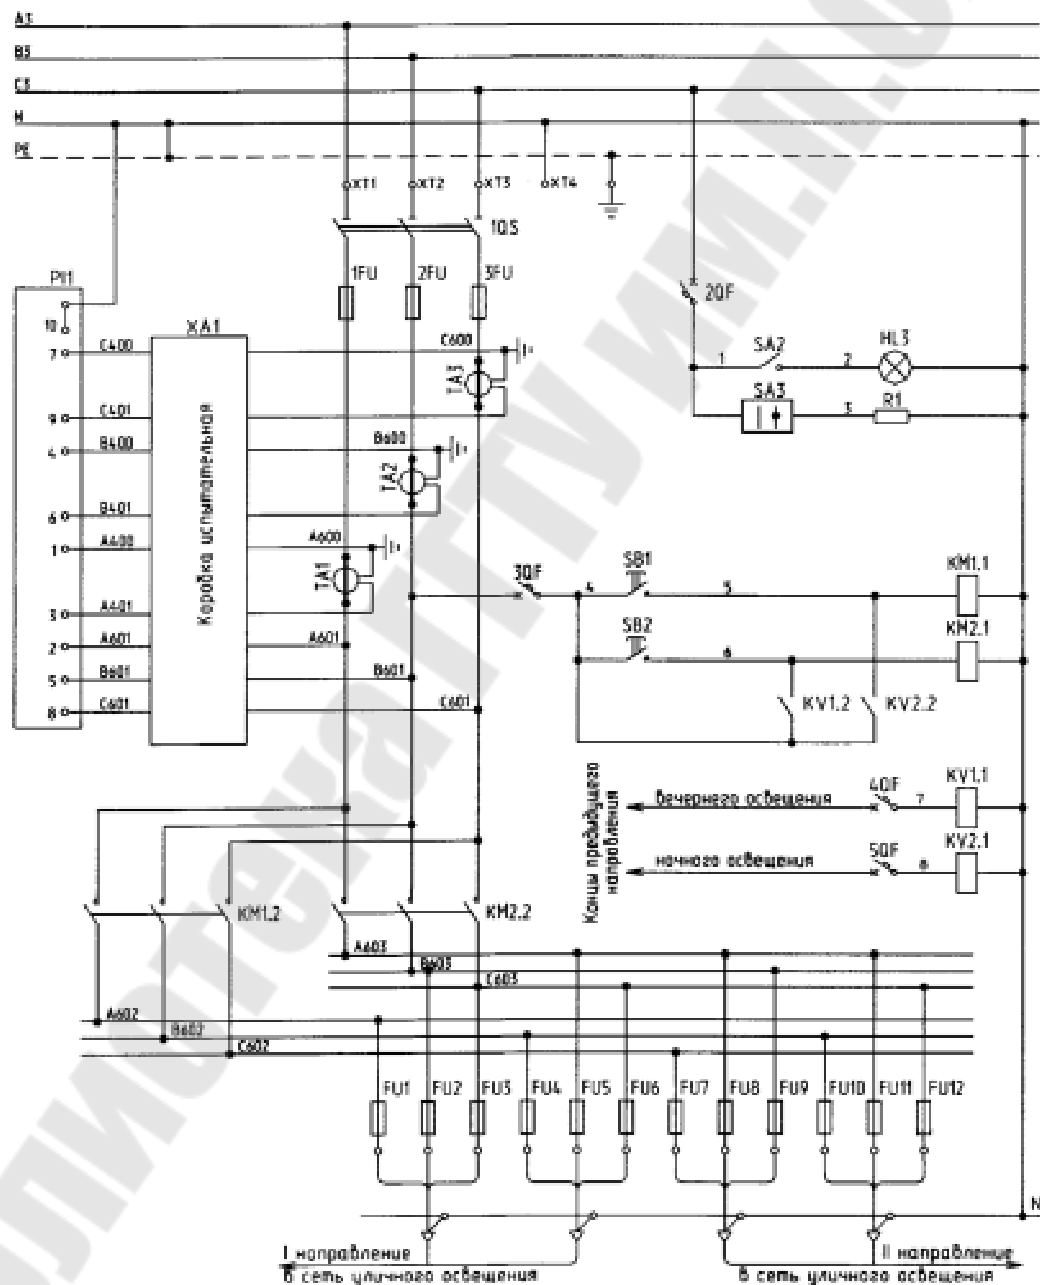 A3
B3
C3
N
PE
XT1 XT2 XT3 XT4
1QS
PI1 1FU 2FU 3FU 2QF
10 XA1
7 C400 C600 TA3 1 SA2 2 HL3
SA3 3 R1
9 C401
4 B400 B600 TA2
Коробка испытательная
6 B401
1 A400 A600 TA1
3QF 4 SB1 5 KM1.1
3 A401
2 A601 A601 SB2 6 KM2.1
5 B601 B601
8 C601 C601 KV1.2 KV2.2
Концы предыдущего направления
вечернего освещения 4QF 7 KV1.1
ночного освещения 5QF 8 KV2.1
KM1.2 KM2.2
A603
B603
C603
A602
B602
C602
FU1 FU2 FU3 FU4 FU5 FU6 FU7 FU8 FU9 FU10 FU11 FU12
N
I направление II направление
в сеть уличного освещения в сеть уличного освещения
БЛИОТЕКА ГГТУ ИМ.П.О